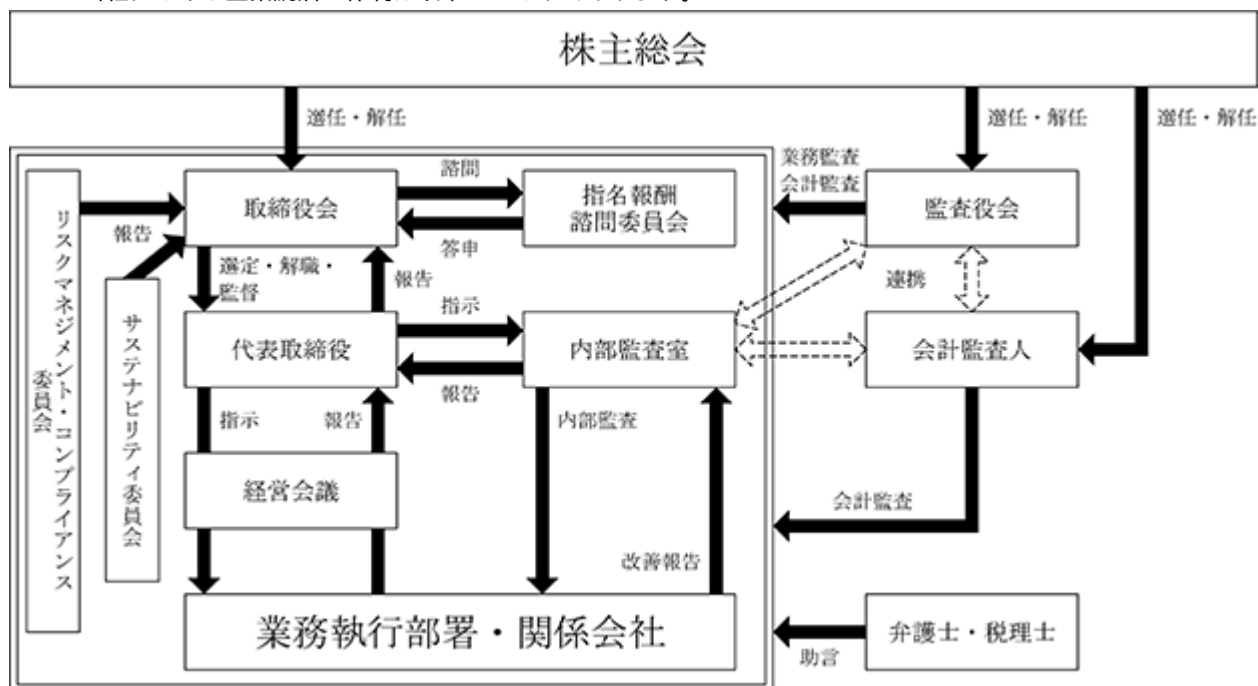 株主総会
選任・解任
選任・解任
選任・解任
リスクマネジメント・コンプライアンス
委員会
報告
サステナビリティ委員会
取締役会
諮問
答申
指名報酬
諮問委員会
業務監査
会計監査
監査役会
選定・解職・
監督
報告
連携
代表取締役
指示
報告
内部監査室
会計監査人
指示
報告
内部監査
経営会議
会計監査
改善報告
業務執行部署・関係会社
弁護士・税理士
助言